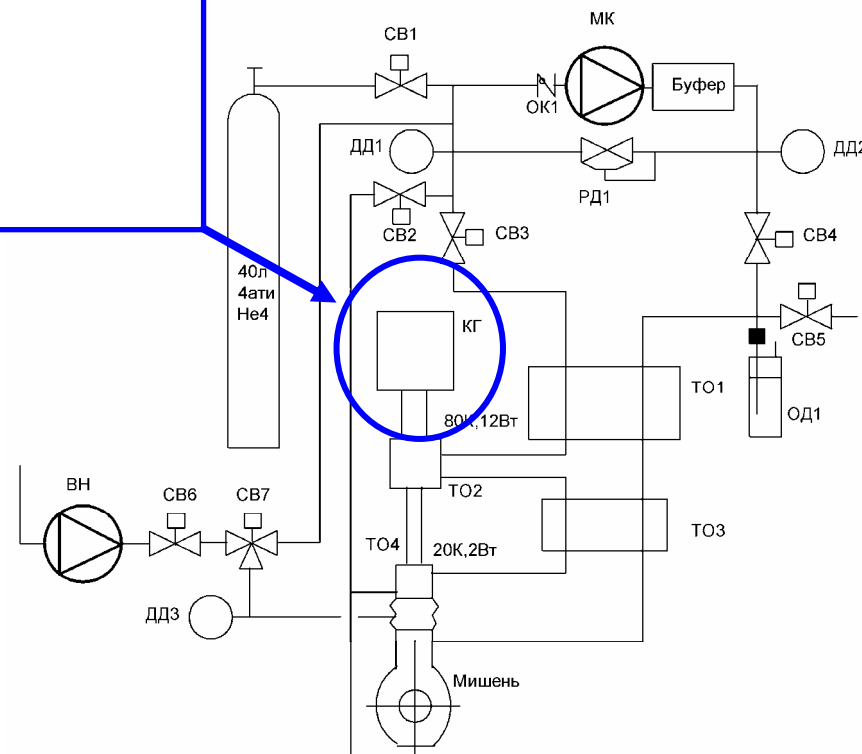 МК
СВ1
Буфер
ОК1
ДД1
ДД2
РД1
СВ2
СВ3
СВ4
40л
4ати
Не4
КГ
СВ5
ТО1
80К,12Вт
ОД1
ВН
СВ6
СВ7
ТО2
ТО4
20К,2Вт
ТО3
ДД3
Мишень